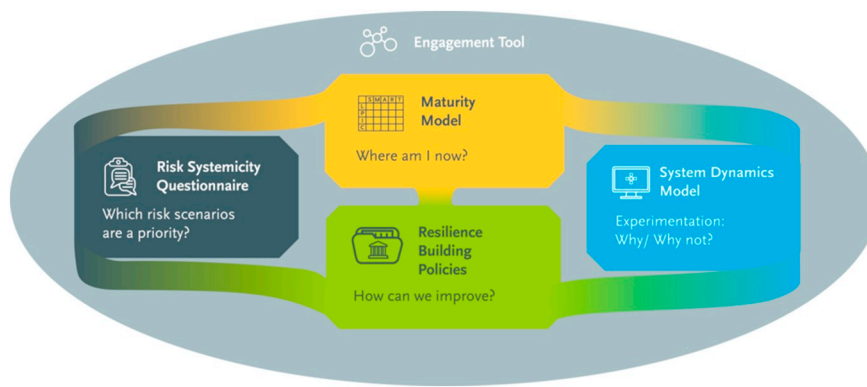 Engagement Tool
S M A R T
L
P
I
C
Maturity
Model
Where am I now?
Risk Systemicity
Questionnaire
Which risk scenarios
are a priority?
System Dynamics
Model
Experimentation:
Why/ Why not?
Resilience
Building
Policies
How can we improve?